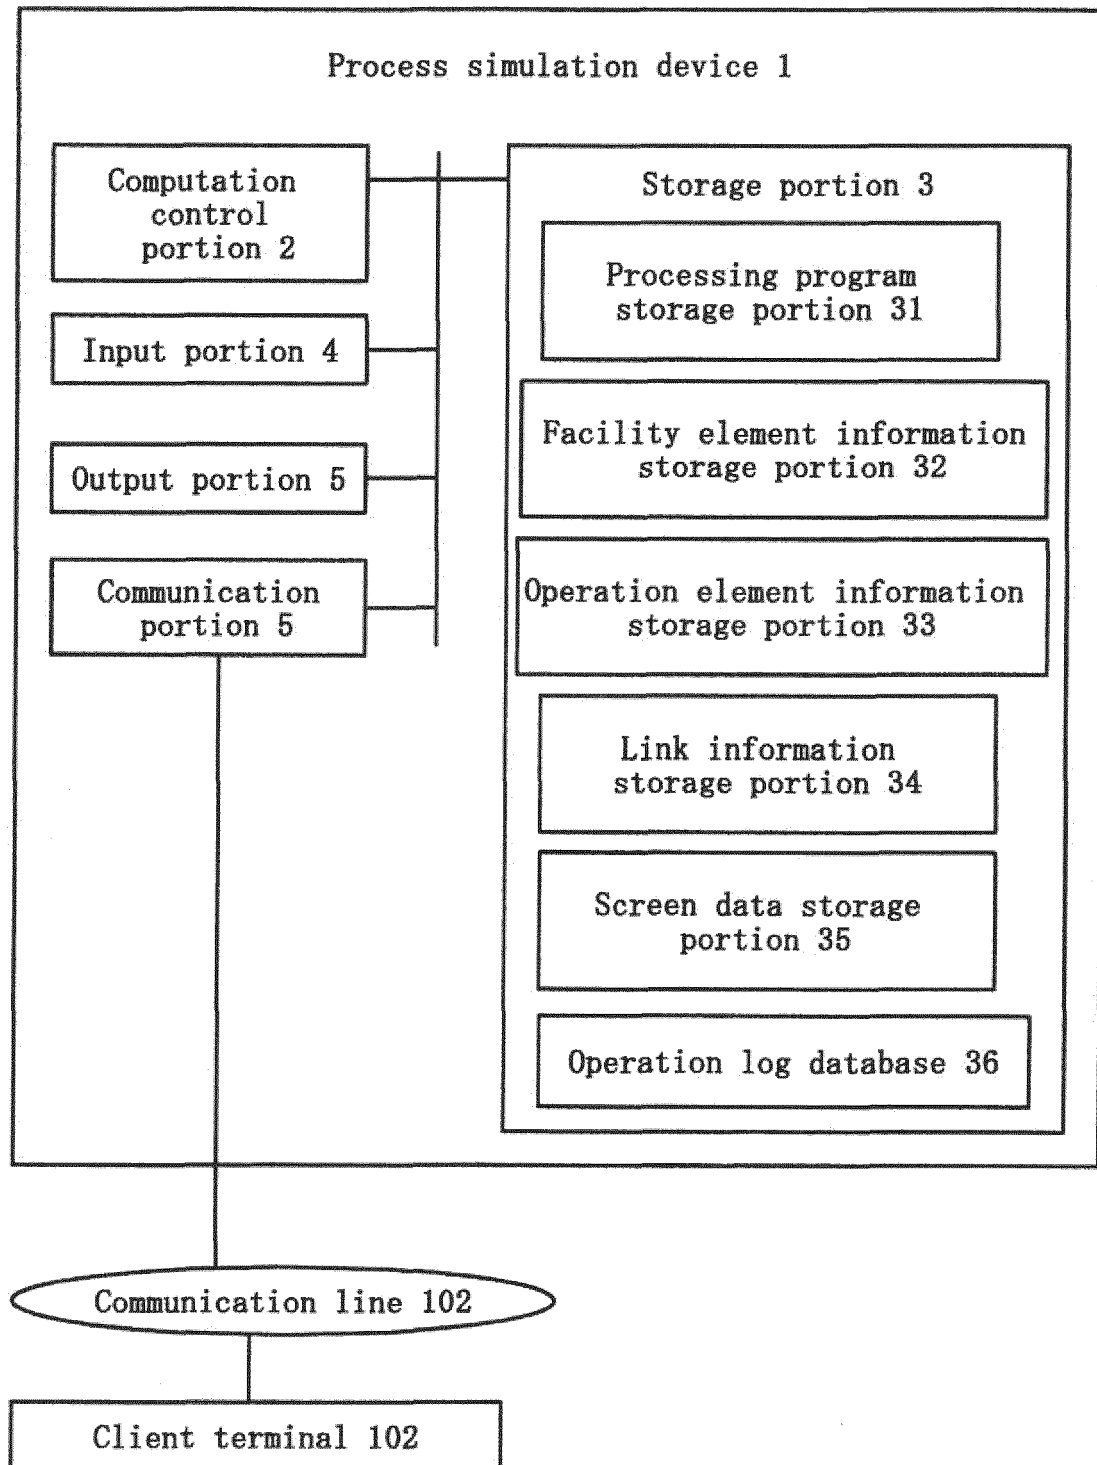 Process simulation device 1
Computation
control
portion 2
Input portion 4
Output portion 5
Communication
portion 5
Storage portion 3
Processing program
storage portion 31
Facility element information
storage portion 32
Operation element information
storage portion 33
Link information
storage portion 34
Screen data storage
portion 35
Operation log database 36
Communication line 102
Client terminal 102